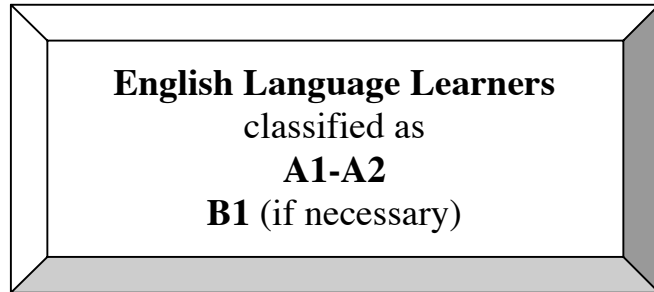 English Language Learners
classified as
A1-A2
B1 (if necessary)